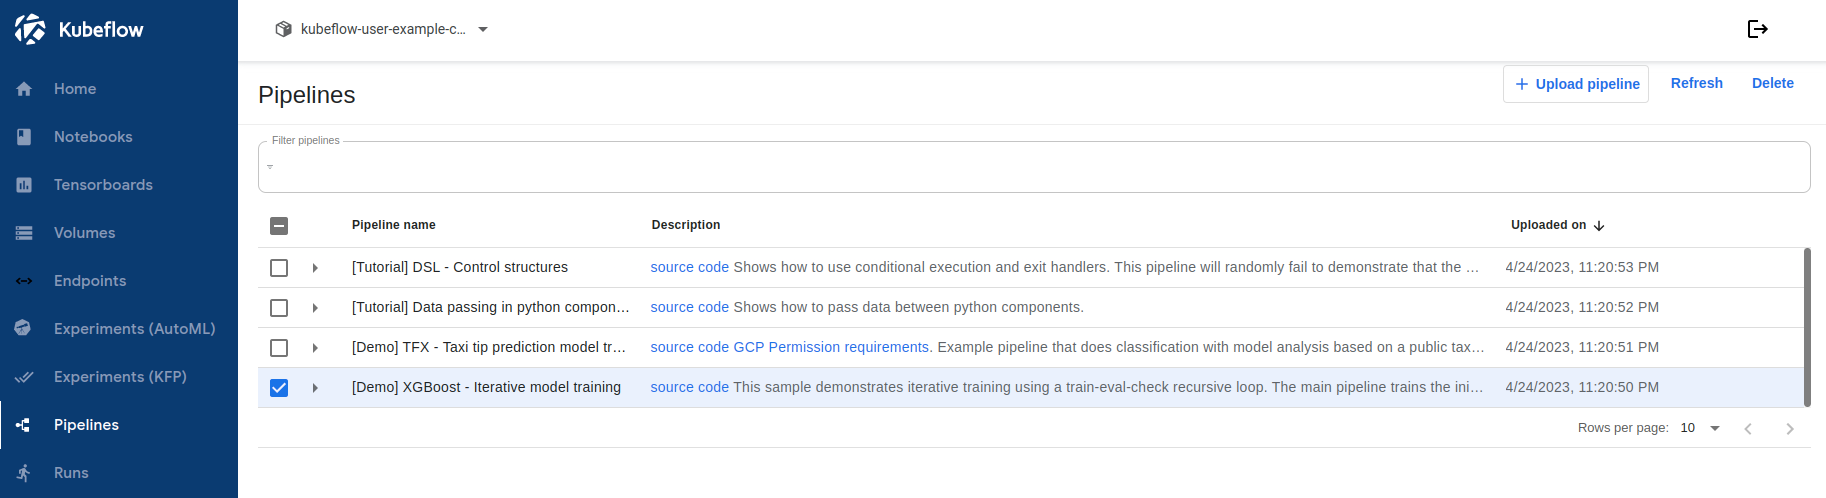 Kubeflow
kubeflow-user-example-c...
Home
Notebooks
Tensorboards
Volumes
Endpoints
Experiments (AutoML)
Experiments (KFP)
Pipelines
Runs
Pipelines
Upload pipeline Refresh Delete
Filter pipelines
Pipeline name Description Uploaded on
[Tutorial] DSL - Control structures source code Shows how to use conditional execution and exit handlers. This pipeline will randomly fail to demonstrate that the ... 4/24/2023, 11:20:53 PM
[Tutorial] Data passing in python compon... source code Shows how to pass data between python components. 4/24/2023, 11:20:52 PM
[Demo] TFX - Taxi tip prediction model tr... source code GCP Permission requirements. Example pipeline that does classification with model analysis based on a public tax... 4/24/2023, 11:20:51 PM
[Demo] XGBoost - Iterative model training source code This sample demonstrates iterative training using a train-eval-check recursive loop. The main pipeline trains the ini... 4/24/2023, 11:20:50 PM
Rows per page: 10